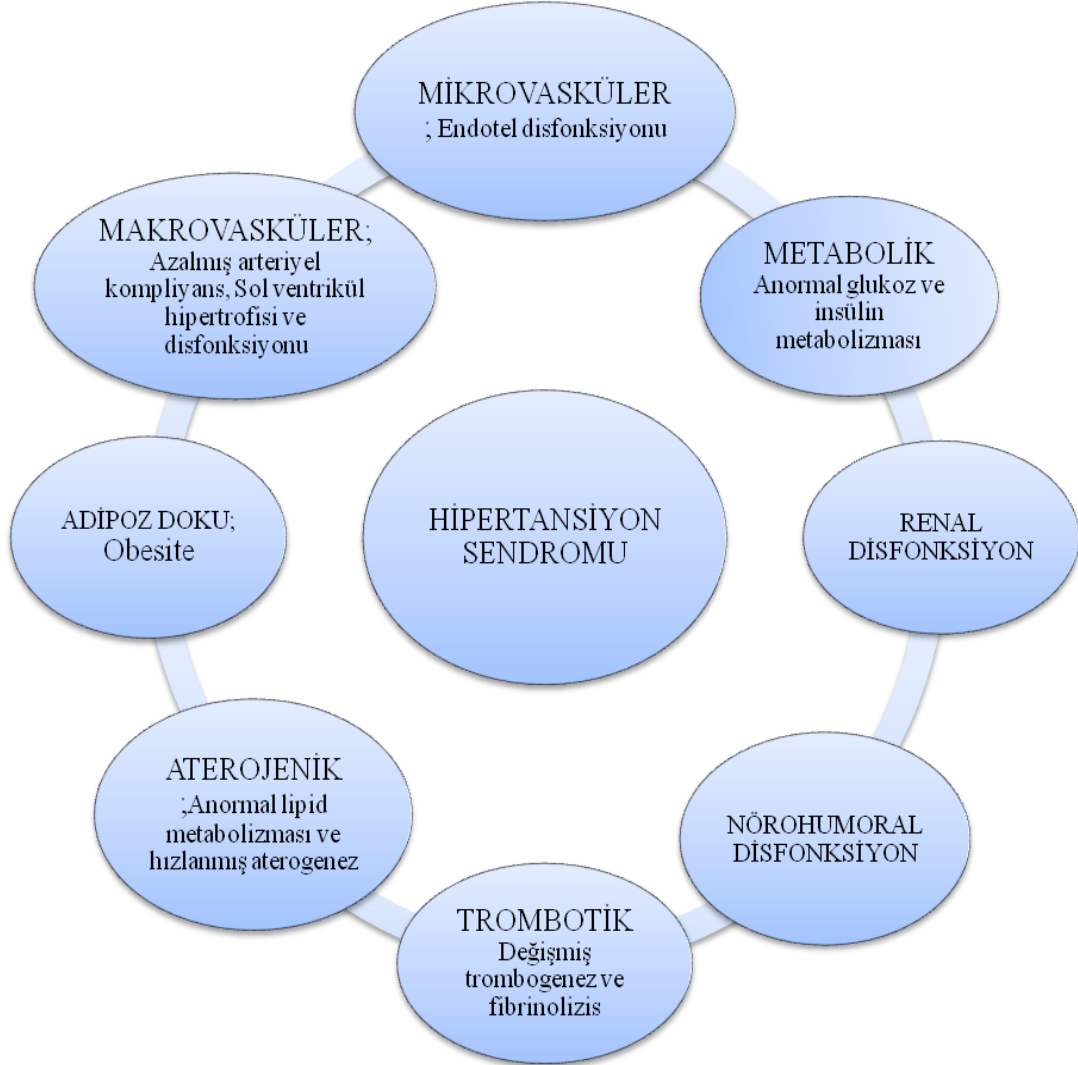 MİKROVASKÜLER
; Endotel disfonksiyonu
MAKROVASKÜLER;
Azalmış arteriyel
kompliyans, Sol ventrikül
hipertrofisi ve
disfonksiyonu
METABOLİK
Anormal glukoz ve
insülin
metabolizması
HİPERTANSİYON
SENDROMU
ADİPOZ DOKU;
Obesite
RENAL
DİSFONKSİYON
ATEROJENİK
;Anormal lipid
metabolizması ve
hızlanmış aterogenez
NÖROHUMORAL
DİSFONKSİYON
TROMBOTİK
Değişmiş
trombogenez ve
fibrinolizis